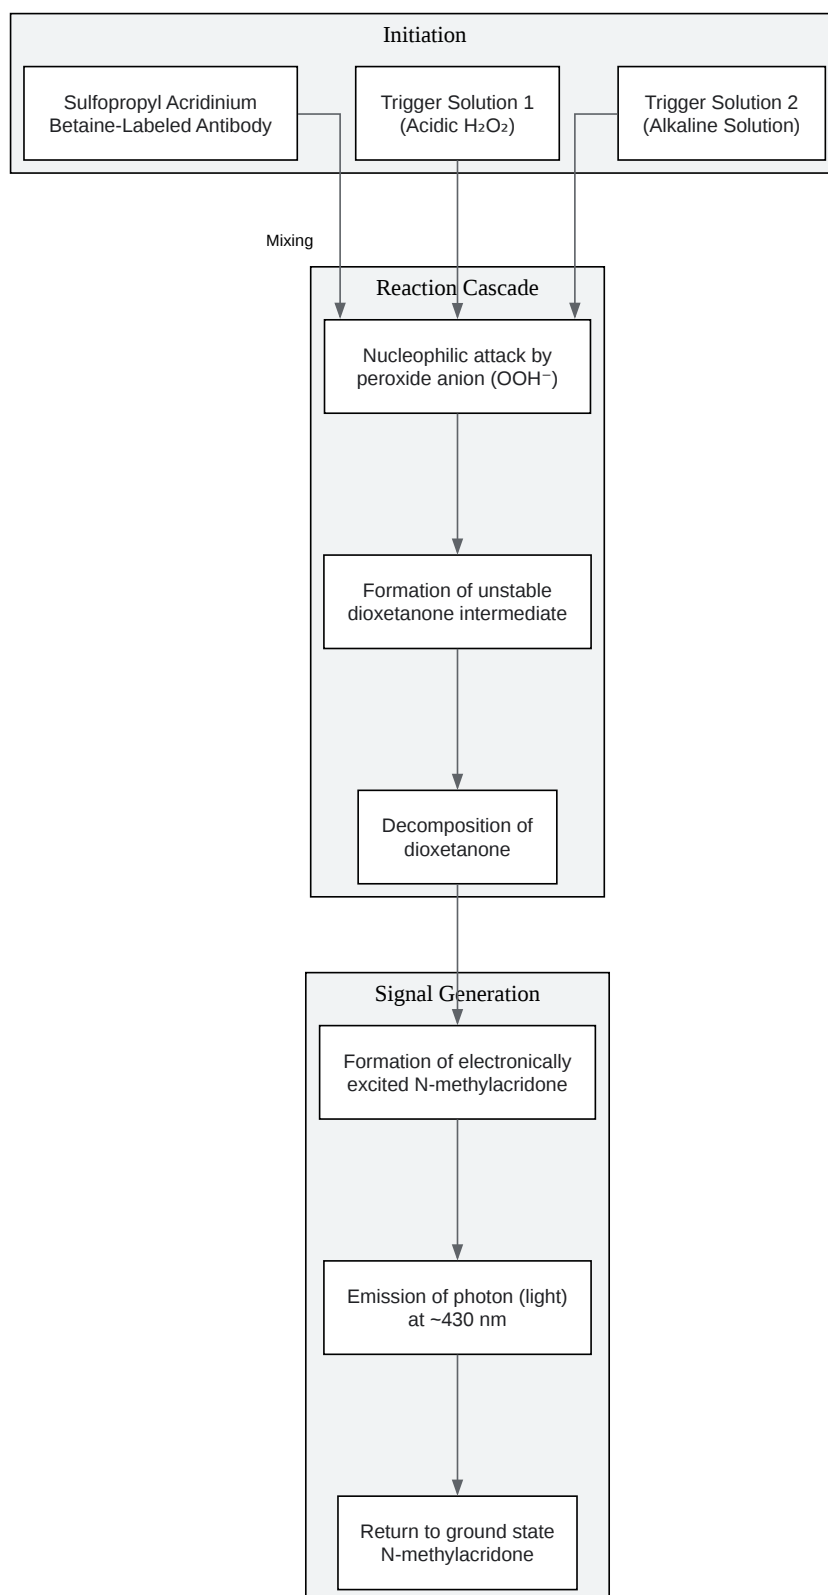 Initiation
Sulfopropyl Acridinium
Betaine-Labeled Antibody
Trigger Solution 1
(Acidic H₂O₂)
Trigger Solution 2
(Alkaline Solution)
Mixing
Reaction Cascade
Nucleophilic attack by
peroxide anion (OOH⁻)
Formation of unstable
dioxetanone intermediate
Decomposition of
dioxetanone
Signal Generation
Formation of electronically
excited N-methylacridone
Emission of photon (light)
at ~430 nm
Return to ground state
N-methylacridone